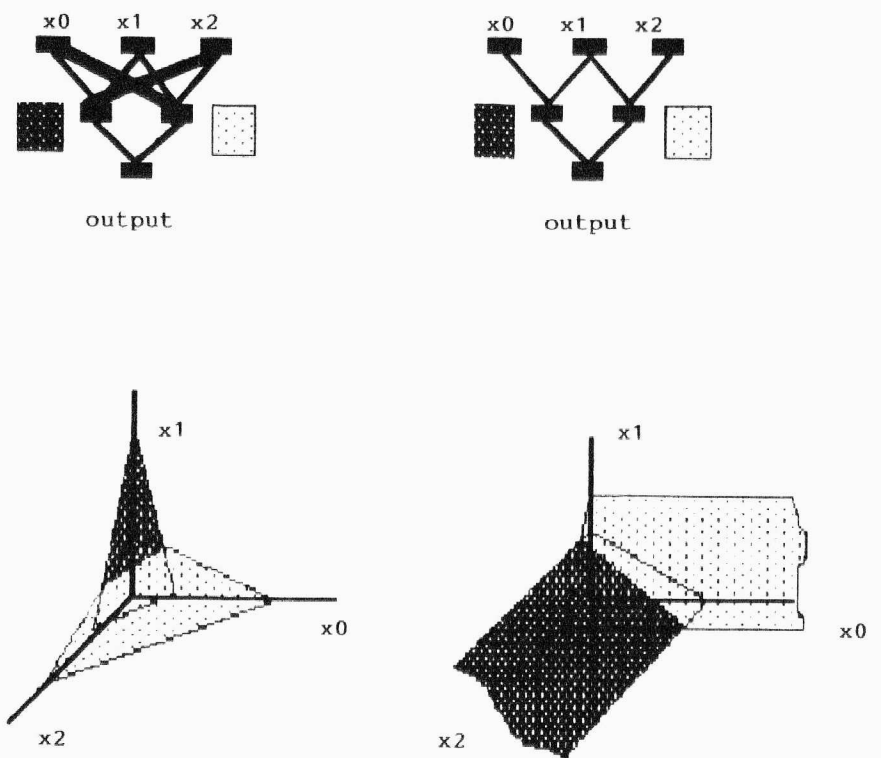 x0 x1 x2 x0 x1 x2
output output
x1 x1
x0 x0
x2 x2